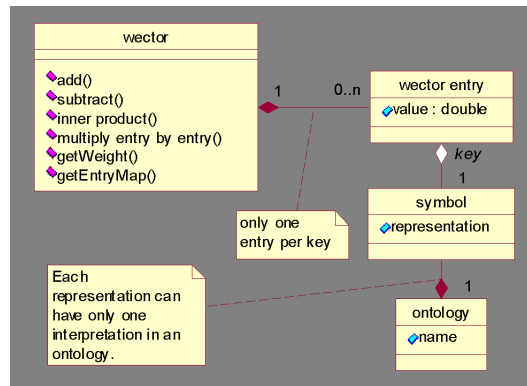 wector
add()
subtract()
inner product()
multiply entry by entry()
getWeight()
getEntryMap()
1
0..n
wector entry
value : double
key
1
symbol
representation
only one
entry per key
Each
representation can
have only one
interpretation in an
ontology.
1
ontology
name